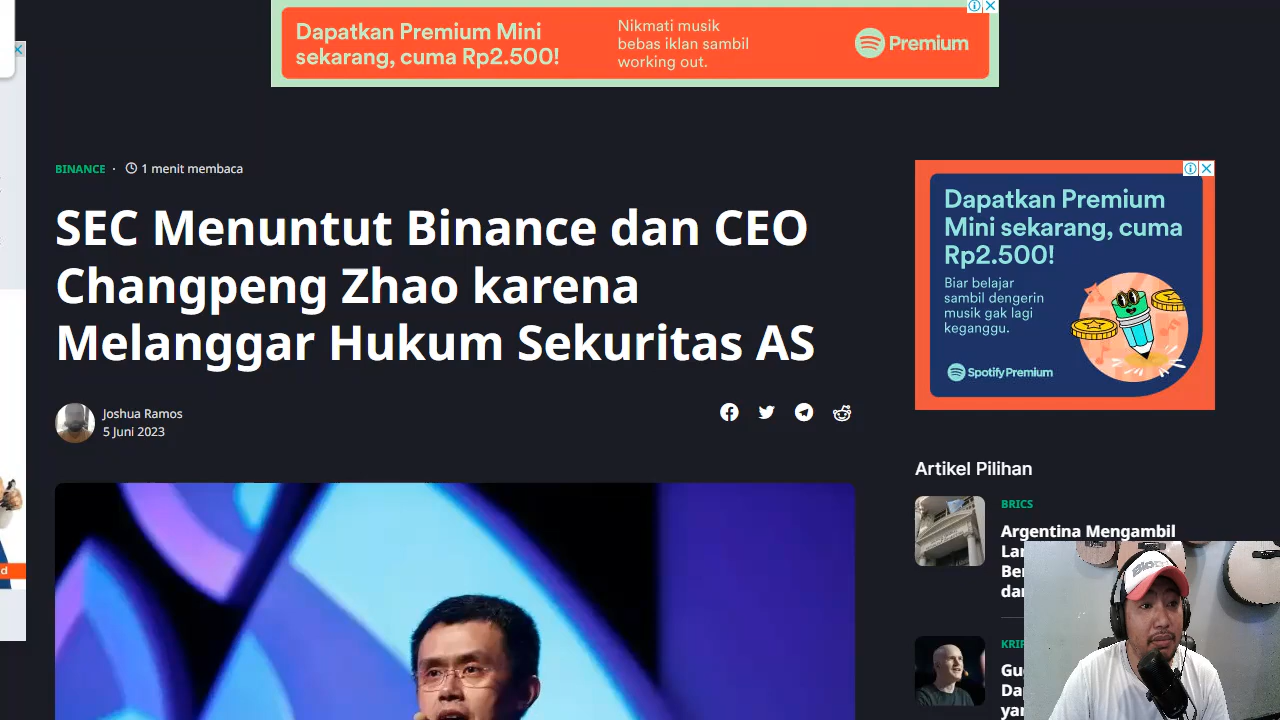 Dapatkan Premium Mini
sekarang, cuma Rp2.500!
Nikmati musik
bebas iklan sambil
working out.
Premium
BINANCE · 1 menit membaca
SEC Menuntut Binance dan CEO
Changpeng Zhao karena
Melanggar Hukum Sekuritas AS
Joshua Ramos
5 Juni 2023
Dapatkan Premium
Mini sekarang, cuma
Rp2.500!
Biar belajar
sambil dengerin
musik gak lagi
keganggu.
Spotify Premium
Artikel Pilihan
BRICS
Argentina Mengambil